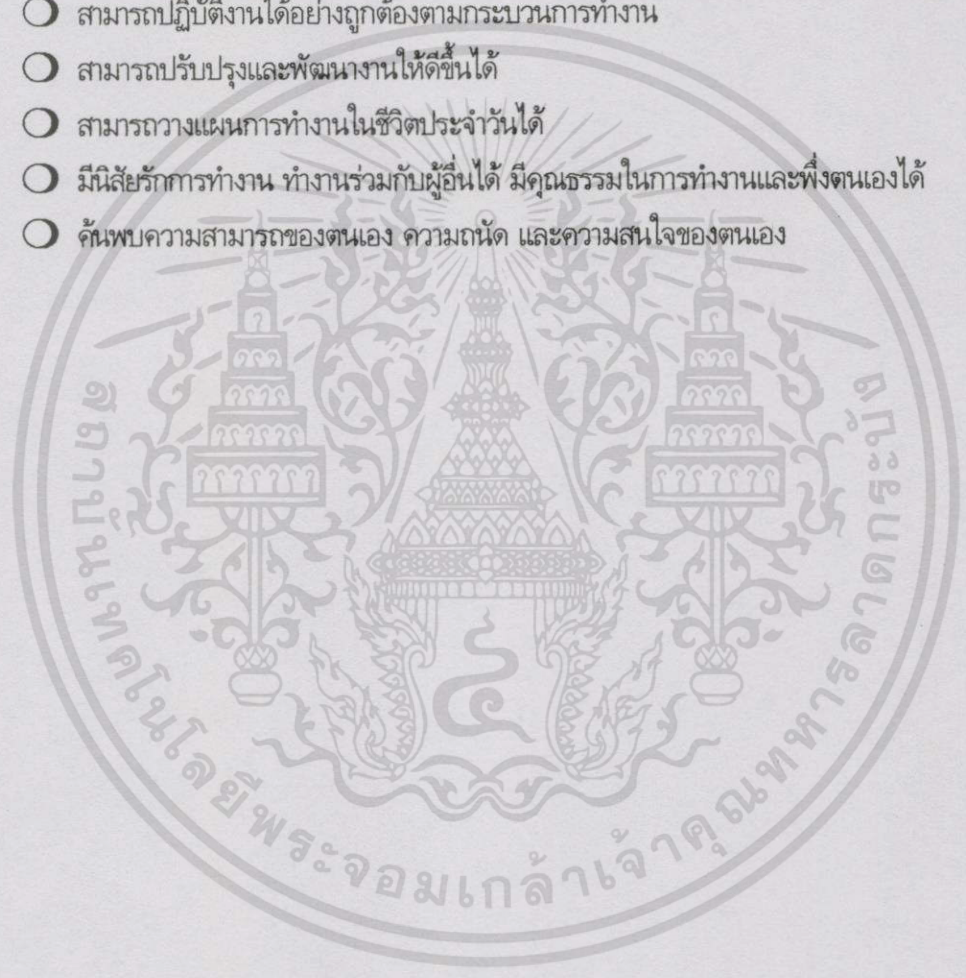 ❍ สามารถปฏิบัติงานได้อย่างถูกต้องตามกระบวนการทำงาน
❍ สามารถปรับปรุงและพัฒนางานให้ดีขึ้นได้
❍ สามารถวางแผนการทำงานในชีวิตประจำวันได้
❍ มีนิสัยรักการทำงาน ทำงานร่วมกับผู้อื่นได้ มีคุณธรรมในการทำงานและพึ่งตนเองได้
❍ ค้นพบความสามารถของตนเอง ความถนัด และความสนใจของตนเอง
สถาบันเทคโนโลยีพระจอมเกล้าเจ้าคุณทหารลาดกระบัง
๔